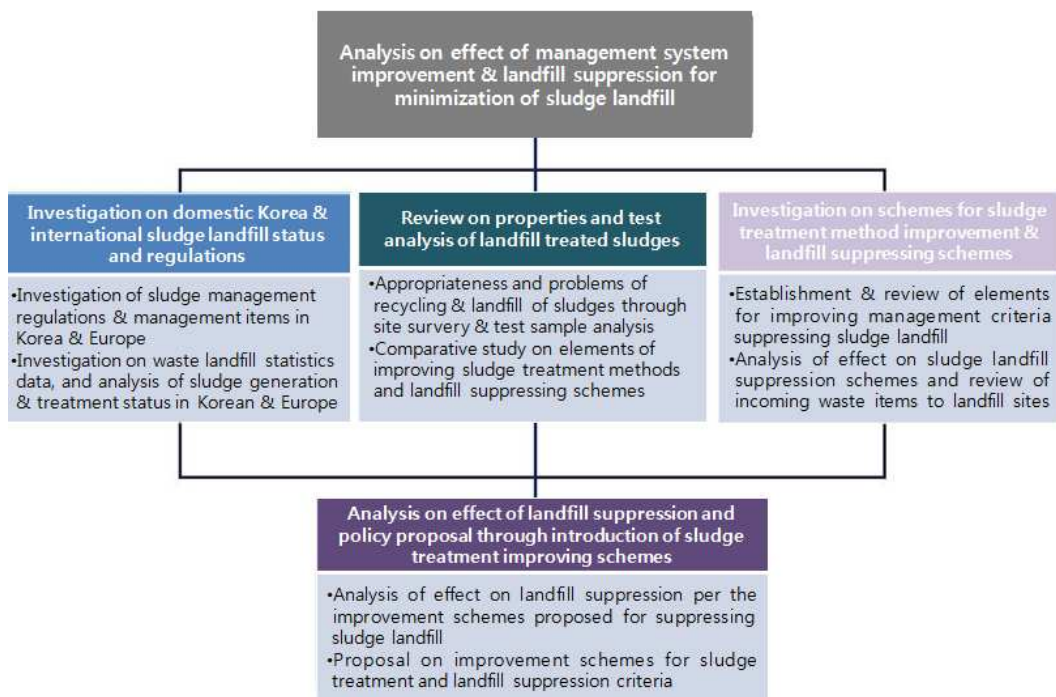 Analysis on effect of management system
improvement & landfill suppression for
minimization of sludge landfill
Investigation on domestic Korea &
international sludge landfill status
and regulations
•Investigation of sludge management
regulations & management items in
Korea & Europe
•Investigation on waste landfill statistics
data, and analysis of sludge generation
& treatment status in Korean & Europe
Review on properties and test
analysis of landfill treated sludges
•Appropriateness and problems of
recycling & landfill of sludges through
site survery & test sample analysis
•Comparative study on elements of
improving sludge treatment methods
and landfill suppressing schemes
Investigation on schemes for sludge
treatment method improvement &
landfill suppressing schemes
•Establishment & review of elements
for improving management criteria
suppressing sludge landfill
•Analysis of effect on sludge landfill
suppression schemes and review of
incoming waste items to landfill sites
Analysis on effect of landfill suppression and
policy proposal through introduction of sludge
treatment improving schemes
•Analysis of effect on landfill suppression per the
improvement schemes proposed for suppressing
sludge landfill
•Proposal on improvement schemes for sludge
treatment and landfill suppression criteria